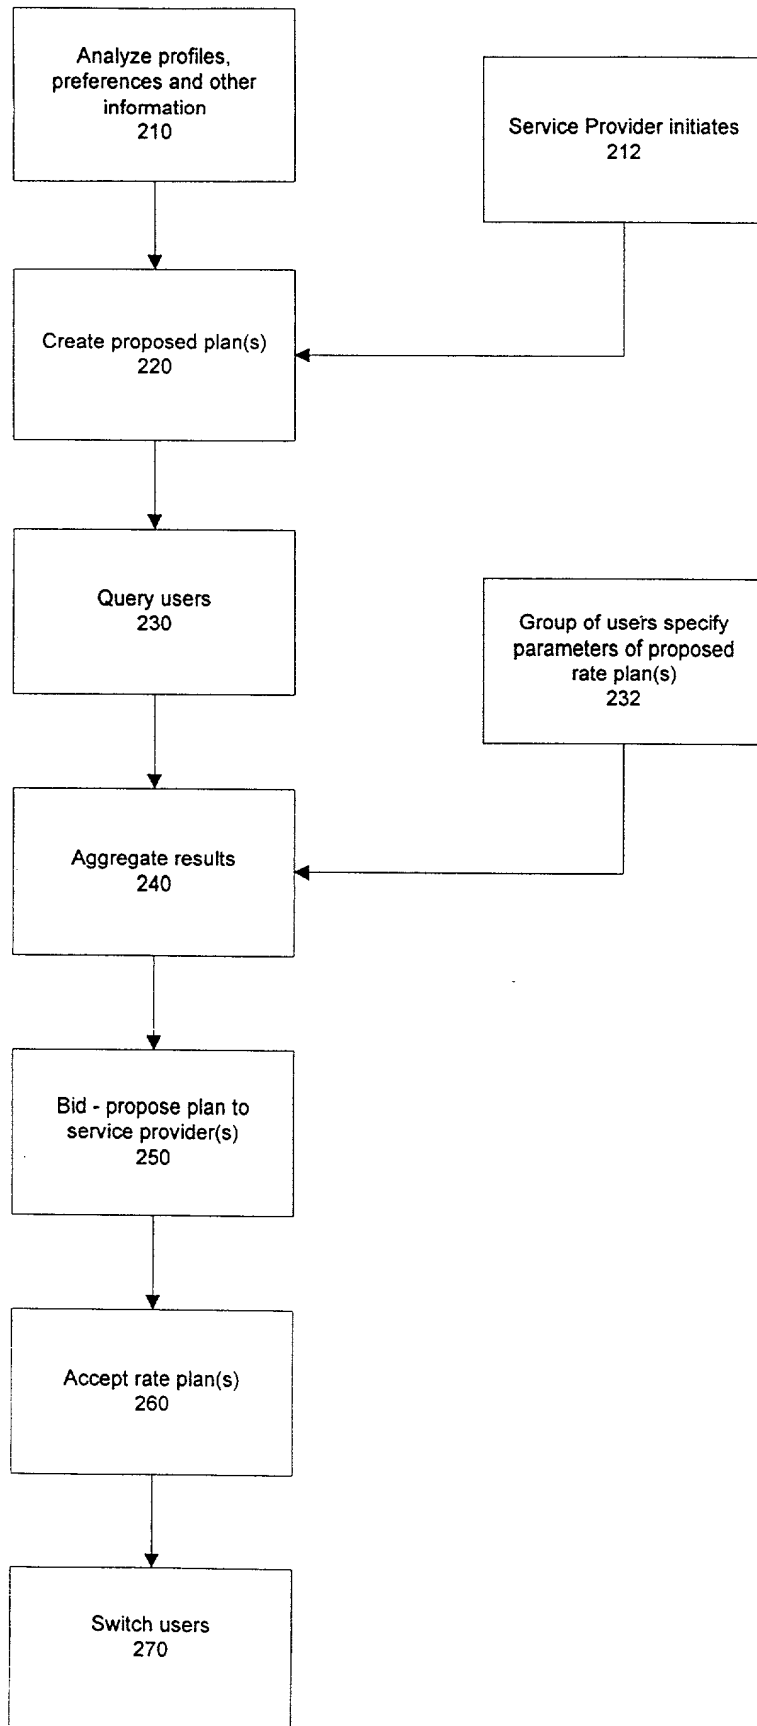 Analyze profiles,
preferences and other
information
210
Service Provider initiates
212
Create proposed plan(s)
220
Query users
230
Group of users specify
parameters of proposed
rate plan(s)
232
Aggregate results
240
Bid - propose plan to
service provider(s)
250
Accept rate plan(s)
260
Switch users
270